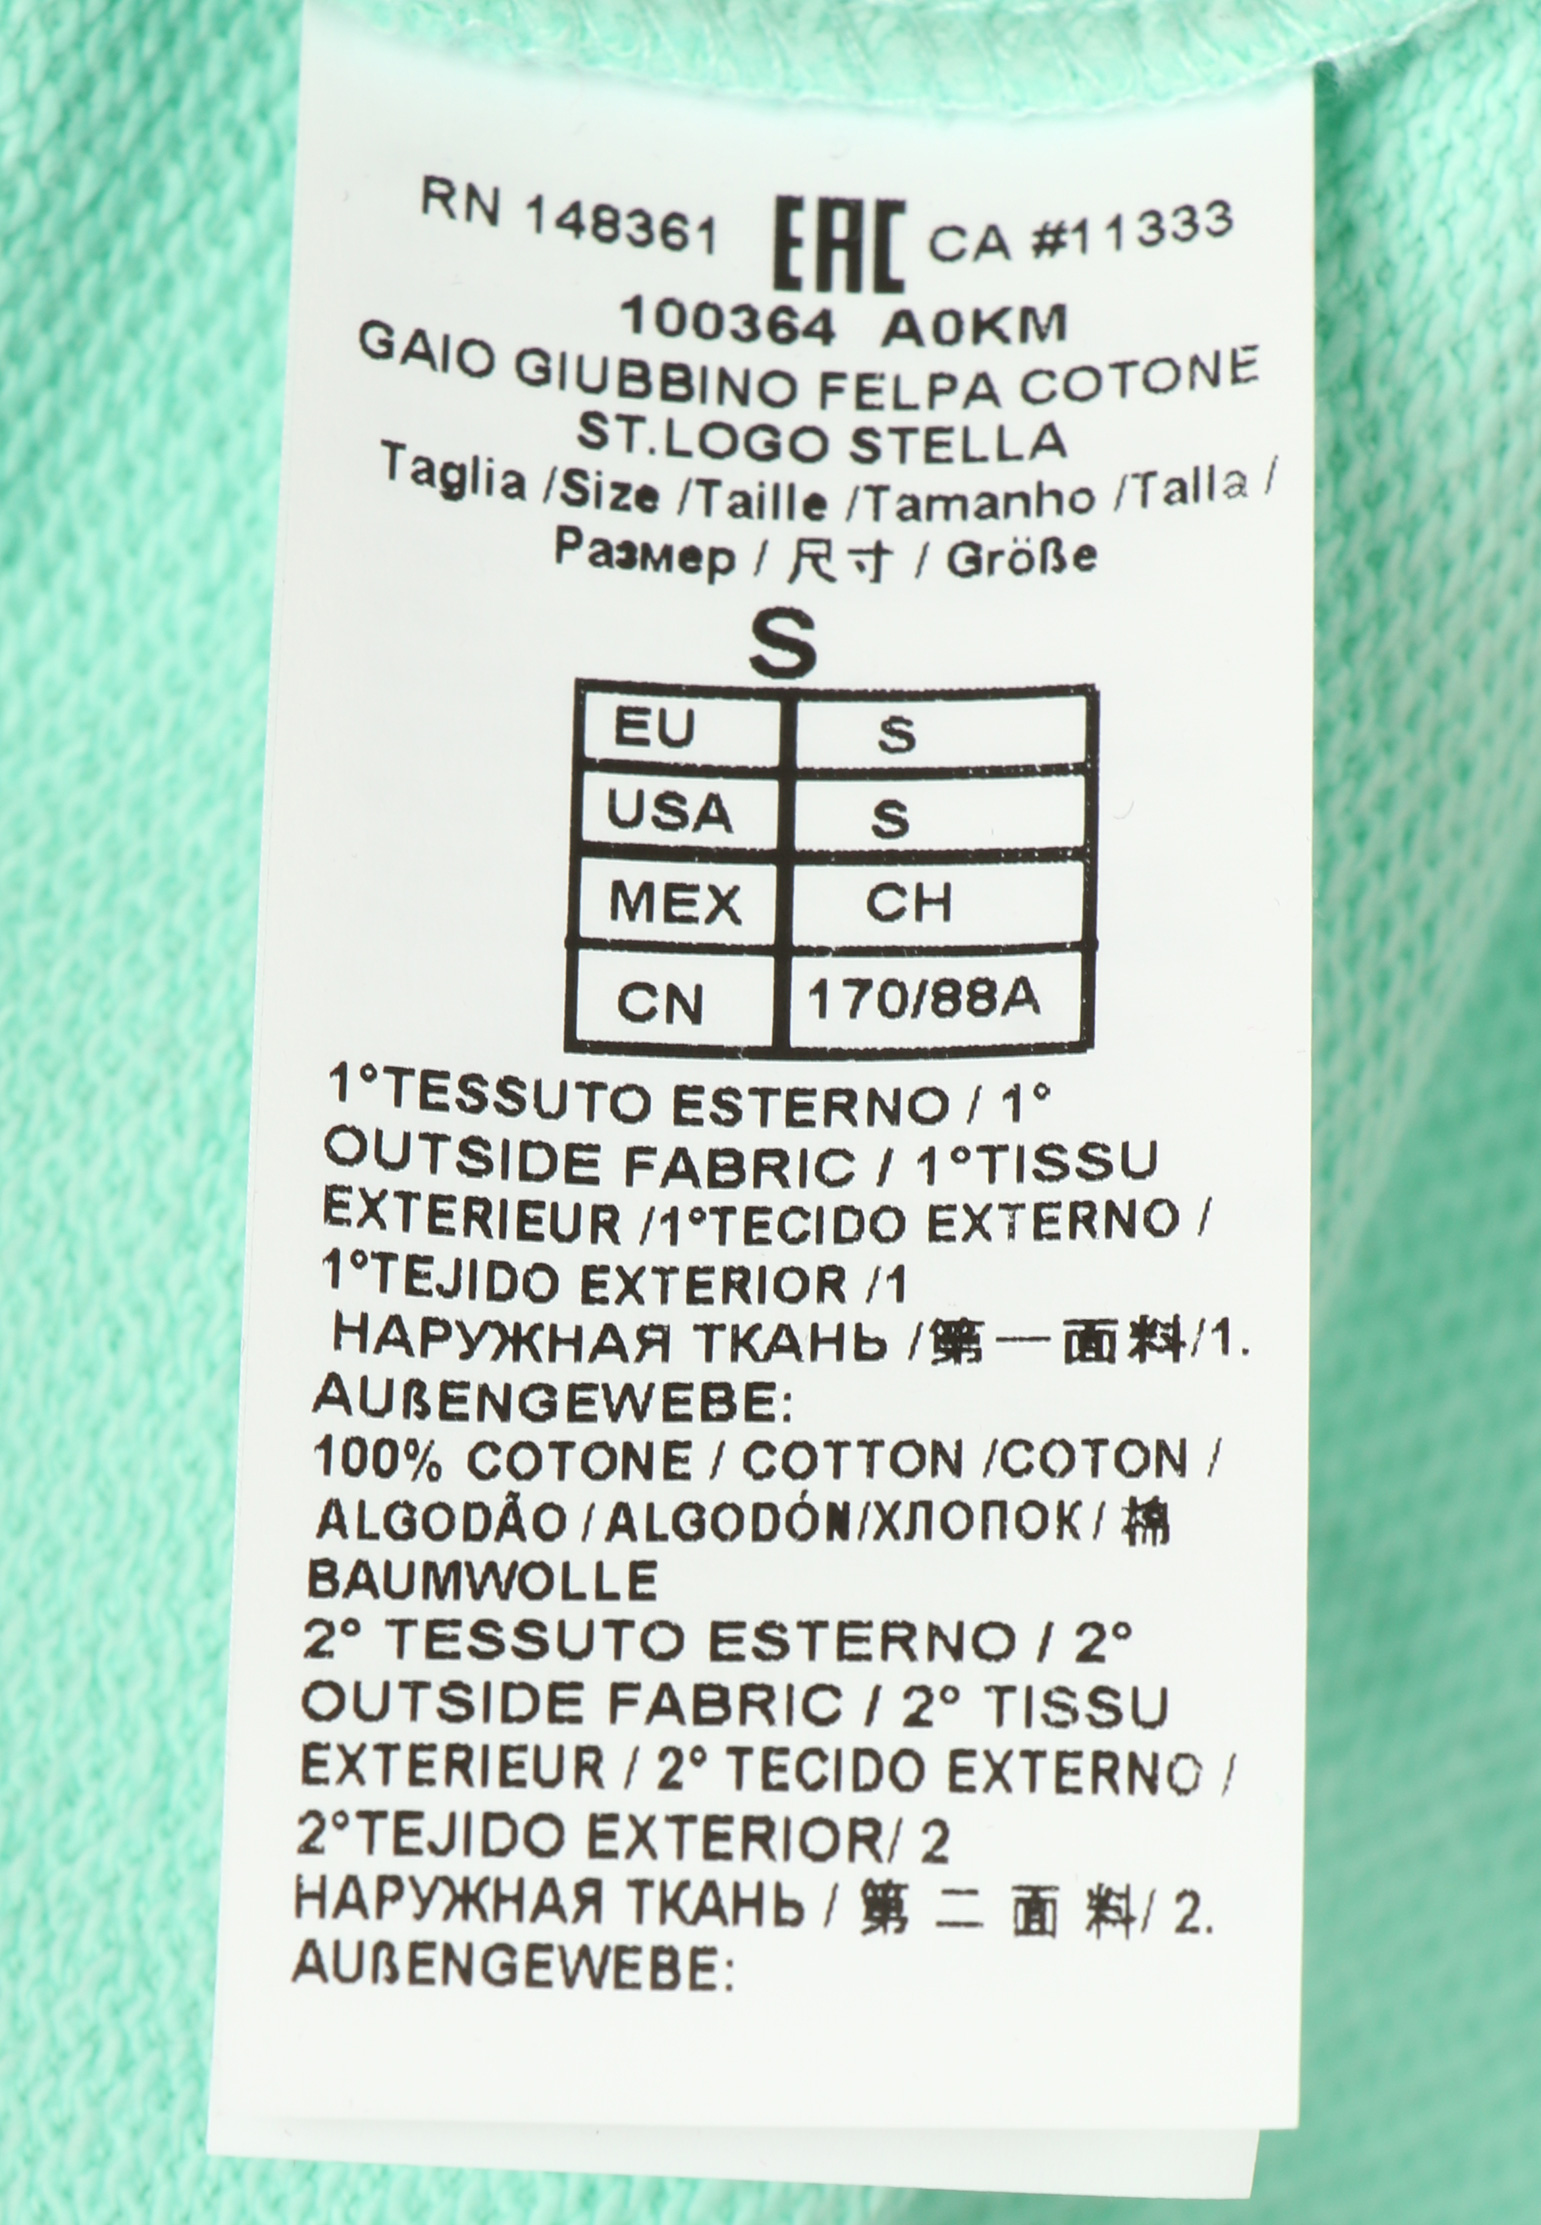 RN 148361 EAC CA #11333
100364 A0KM
GAIO GIUBBINO FELPA COTONE
ST.LOGO STELLA
Taglia /Size /Taille /Tamanho /Talla /
Размер / 尺寸 / Größe
S
EU S
USA S
MEX CH
CN 170/88A
1°TESSUTO ESTERNO / 1°
OUTSIDE FABRIC / 1°TISSU
EXTERIEUR /1°TECIDO EXTERNO /
1°TEJIDO EXTERIOR /1
НАРУЖНАЯ ТКАНЬ /第一面料/1.
AUßENGEWEBE:
100% COTONE / COTTON /COTON /
ALGODÃO / ALGODÓN/ХЛОПОК/ 棉
BAUMWOLLE
2° TESSUTO ESTERNO / 2°
OUTSIDE FABRIC / 2° TISSU
EXTERIEUR / 2° TECIDO EXTERNO /
2°TEJIDO EXTERIOR/ 2
НАРУЖНАЯ ТКАНЬ / 第二面料/ 2.
AUßENGEWEBE: